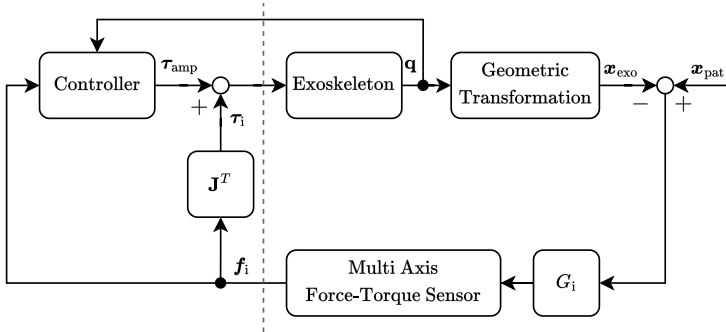 Controller
τ_amp
+
τ_i
J^T
f_i
Exoskeleton
q
Geometric
Transformation
x_exo
−
+
x_pat
Multi Axis
Force-Torque Sensor
G_i